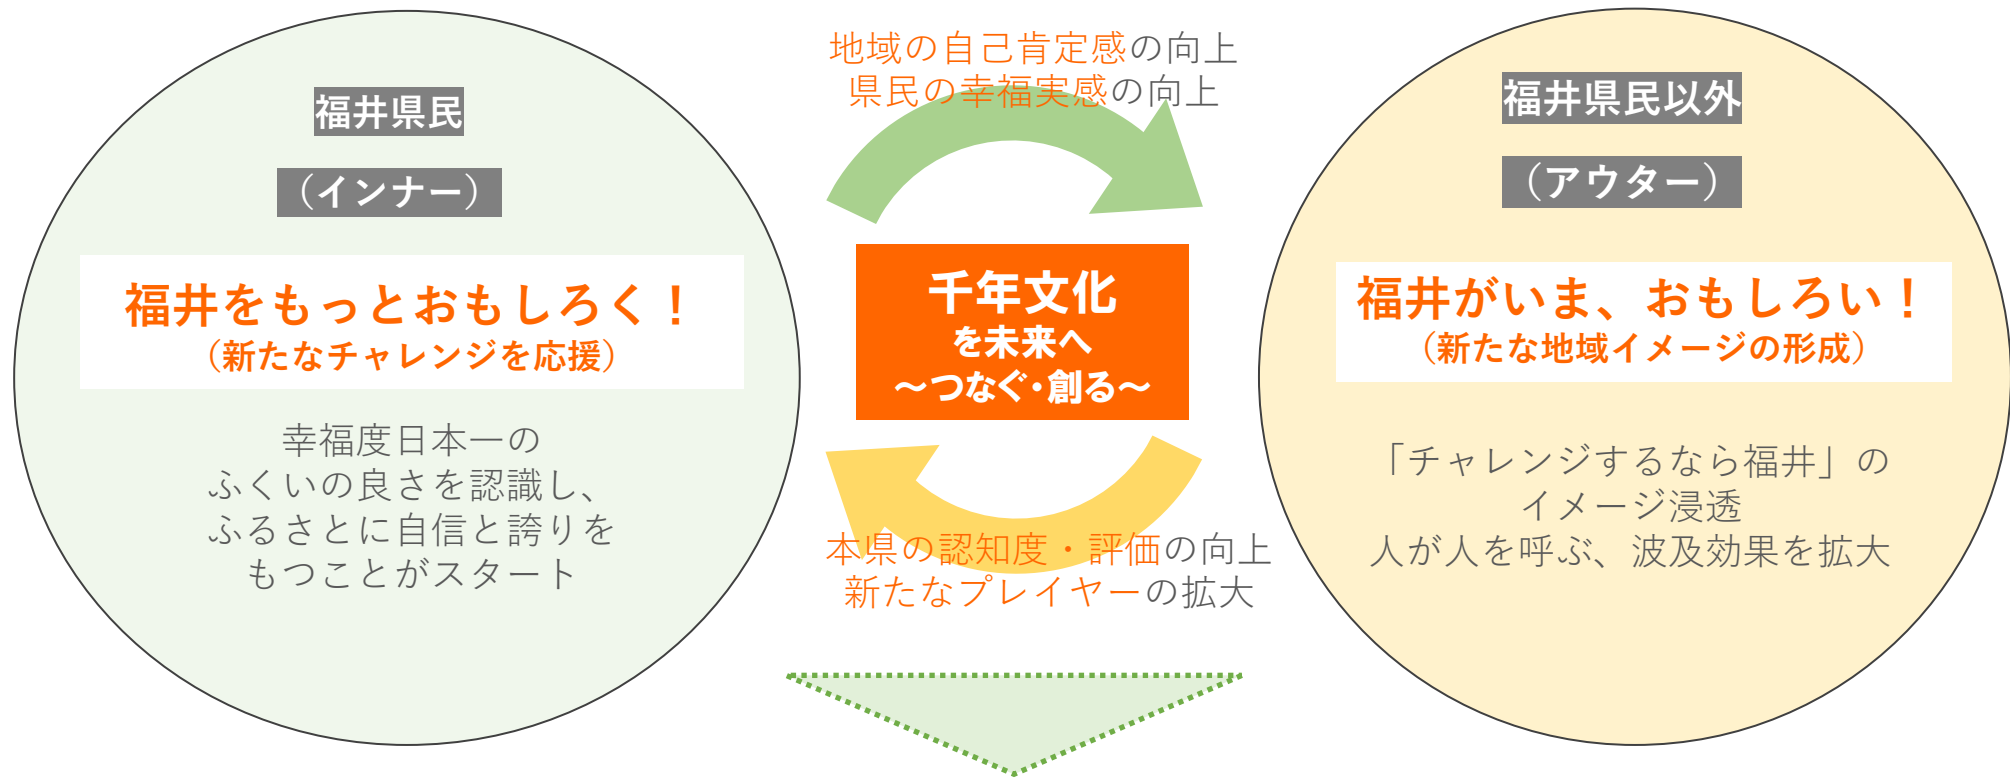 福井県民
（インナー）
福井をもっとおもしろく！
（新たなチャレンジを応援）
幸福度日本一の
ふくいの良さを認識し、
ふるさとに自信と誇りを
もつことがスタート
地域の自己肯定感の向上
県民の幸福実感の向上
千年文化
を未来へ
～つなぐ・創る～
本県の認知度・評価の向上
新たなプレイヤーの拡大
福井県民以外
（アウター）
福井がいま、おもしろい！
（新たな地域イメージの形成）
「チャレンジするなら福井」の
イメージ浸透
人が人を呼ぶ、波及効果を拡大